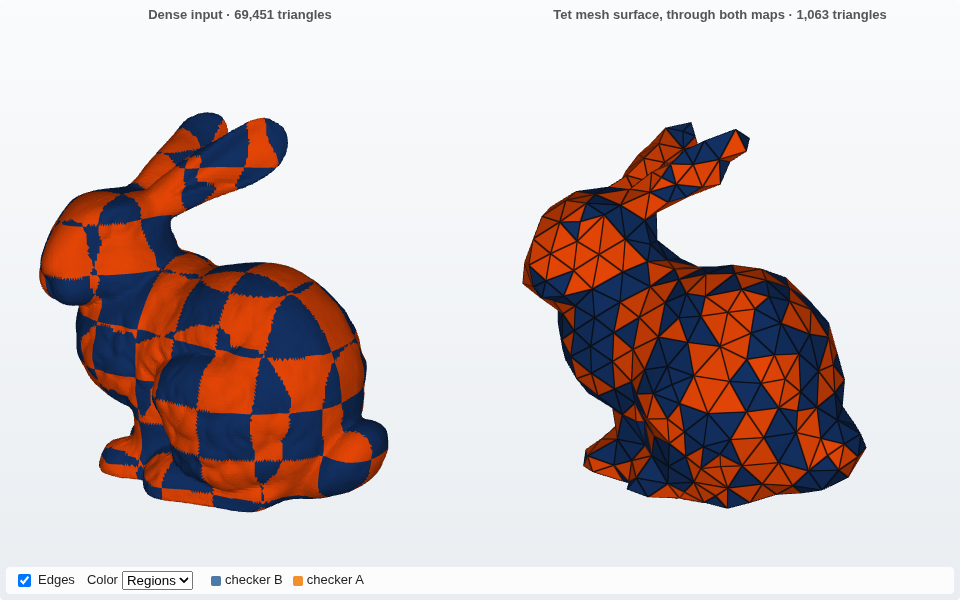 Dense input · 69,451 triangles
Tet mesh surface, through both maps · 1,063 triangles
Edges Color Regions checker B checker A